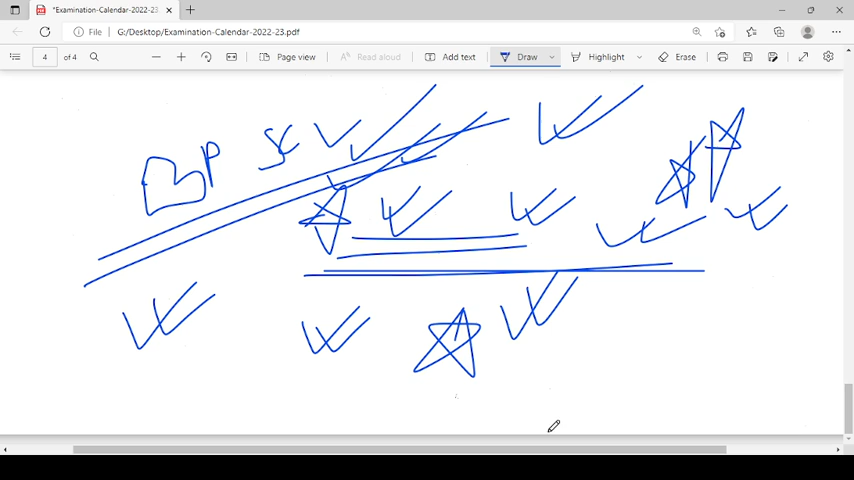 *Examination-Calendar-2022-23.
File G:/Desktop/Examination-Calendar-2022-23.pdf
4 of 4 Page view Read aloud Add text Draw Highlight Erase
BPSC